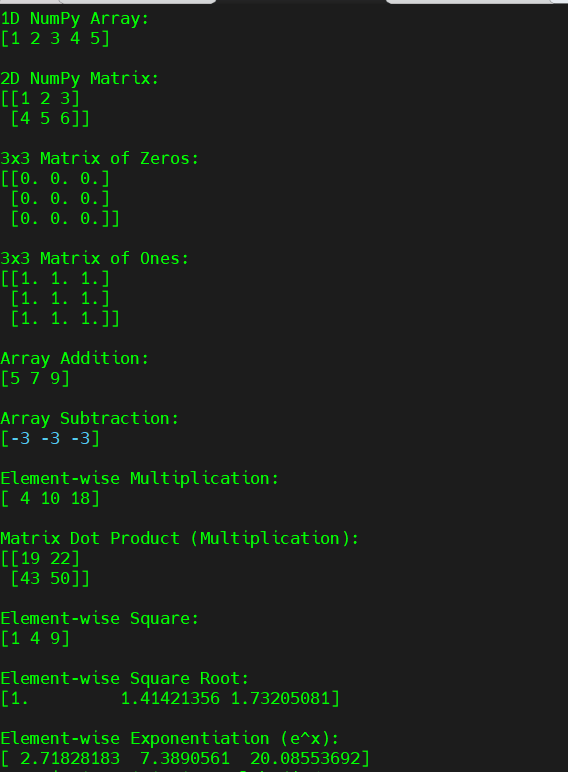 1D NumPy Array:
[1 2 3 4 5]
2D NumPy Matrix:
[[1 2 3]
 [4 5 6]]
3x3 Matrix of Zeros:
[[0. 0. 0.]
 [0. 0. 0.]
 [0. 0. 0.]]
3x3 Matrix of Ones:
[[1. 1. 1.]
 [1. 1. 1.]
 [1. 1. 1.]]
Array Addition:
[5 7 9]
Array Subtraction:
[-3 -3 -3]
Element-wise Multiplication:
[ 4 10 18]
Matrix Dot Product (Multiplication):
[[19 22]
 [43 50]]
Element-wise Square:
[1 4 9]
Element-wise Square Root:
[1.         1.41421356 1.73205081]
Element-wise Exponentiation (e^x):
[ 2.71828183  7.3890561  20.08553692]